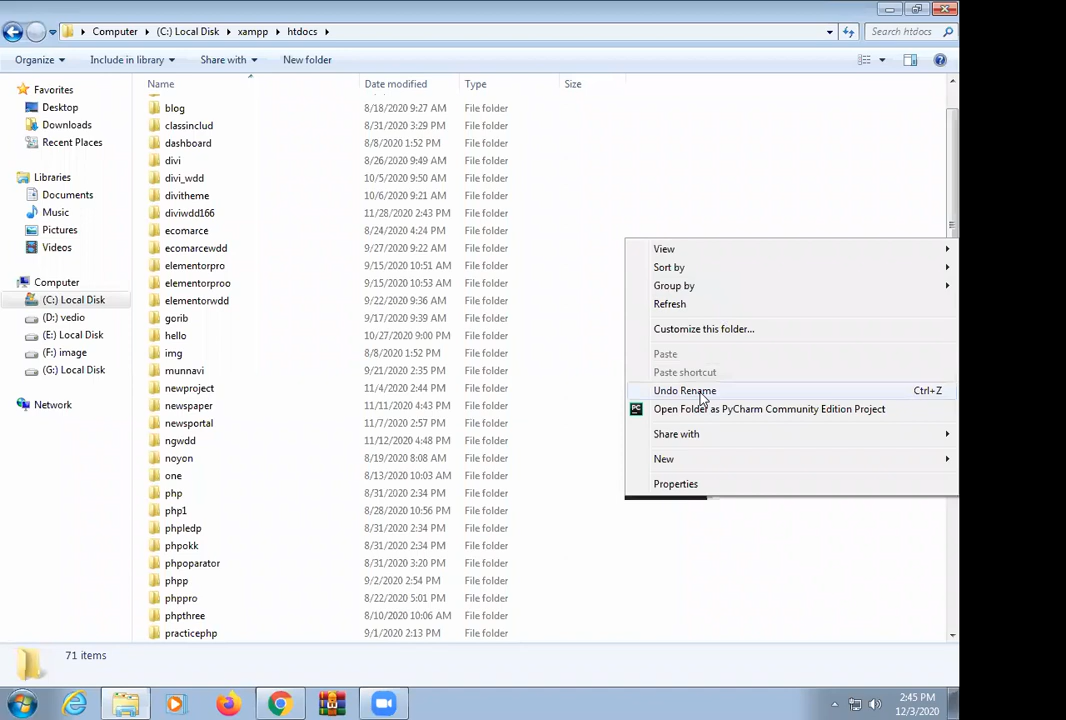 Computer ▸ (C:) Local Disk ▸ xampp ▸ htdocs ▸
Search htdocs
Organize Include in library Share with New folder
Name Date modified Type Size
Favorites
Desktop
Downloads
Recent Places
Libraries
Documents
Music
Pictures
Videos
Computer
(C:) Local Disk
(D:) vedio
(E:) Local Disk
(F:) image
(G:) Local Disk
Network
blog 8/18/2020 9:27 AM File folder
classinclud 8/31/2020 3:29 PM File folder
dashboard 8/8/2020 1:52 PM File folder
divi 8/26/2020 9:49 AM File folder
divi_wdd 10/5/2020 9:50 AM File folder
divitheme 10/6/2020 9:21 AM File folder
diviwdd166 11/28/2020 2:43 PM File folder
ecomarce 8/24/2020 4:24 PM File folder
ecomarcewdd 9/27/2020 9:22 AM File folder
elementorpro 9/15/2020 10:51 AM File folder
elementorproo 9/15/2020 10:53 AM File folder
elementorwdd 9/22/2020 9:36 AM File folder
gorib 9/17/2020 9:39 AM File folder
hello 10/27/2020 9:00 PM File folder
img 8/8/2020 1:52 PM File folder
munnavi 9/21/2020 2:35 PM File folder
newproject 11/4/2020 2:44 PM File folder
newspaper 11/11/2020 4:43 PM File folder
newsportal 11/7/2020 2:57 PM File folder
ngwdd 11/12/2020 4:48 PM File folder
noyon 8/19/2020 8:08 AM File folder
one 8/13/2020 10:03 AM File folder
php 8/31/2020 2:34 PM File folder
php1 8/28/2020 10:56 PM File folder
phpledp 8/31/2020 2:34 PM File folder
phpokk 8/31/2020 2:34 PM File folder
phpoparator 8/31/2020 3:20 PM File folder
phpp 9/2/2020 2:54 PM File folder
phppro 8/22/2020 5:01 PM File folder
phpthree 8/10/2020 10:06 AM File folder
practicephp 9/1/2020 2:13 PM File folder
View
Sort by
Group by
Refresh
Customize this folder...
Paste
Paste shortcut
Undo Rename Ctrl+Z
PC Open Folder as PyCharm Community Edition Project
Share with
New
Properties
71 items
2:45 PM
12/3/2020